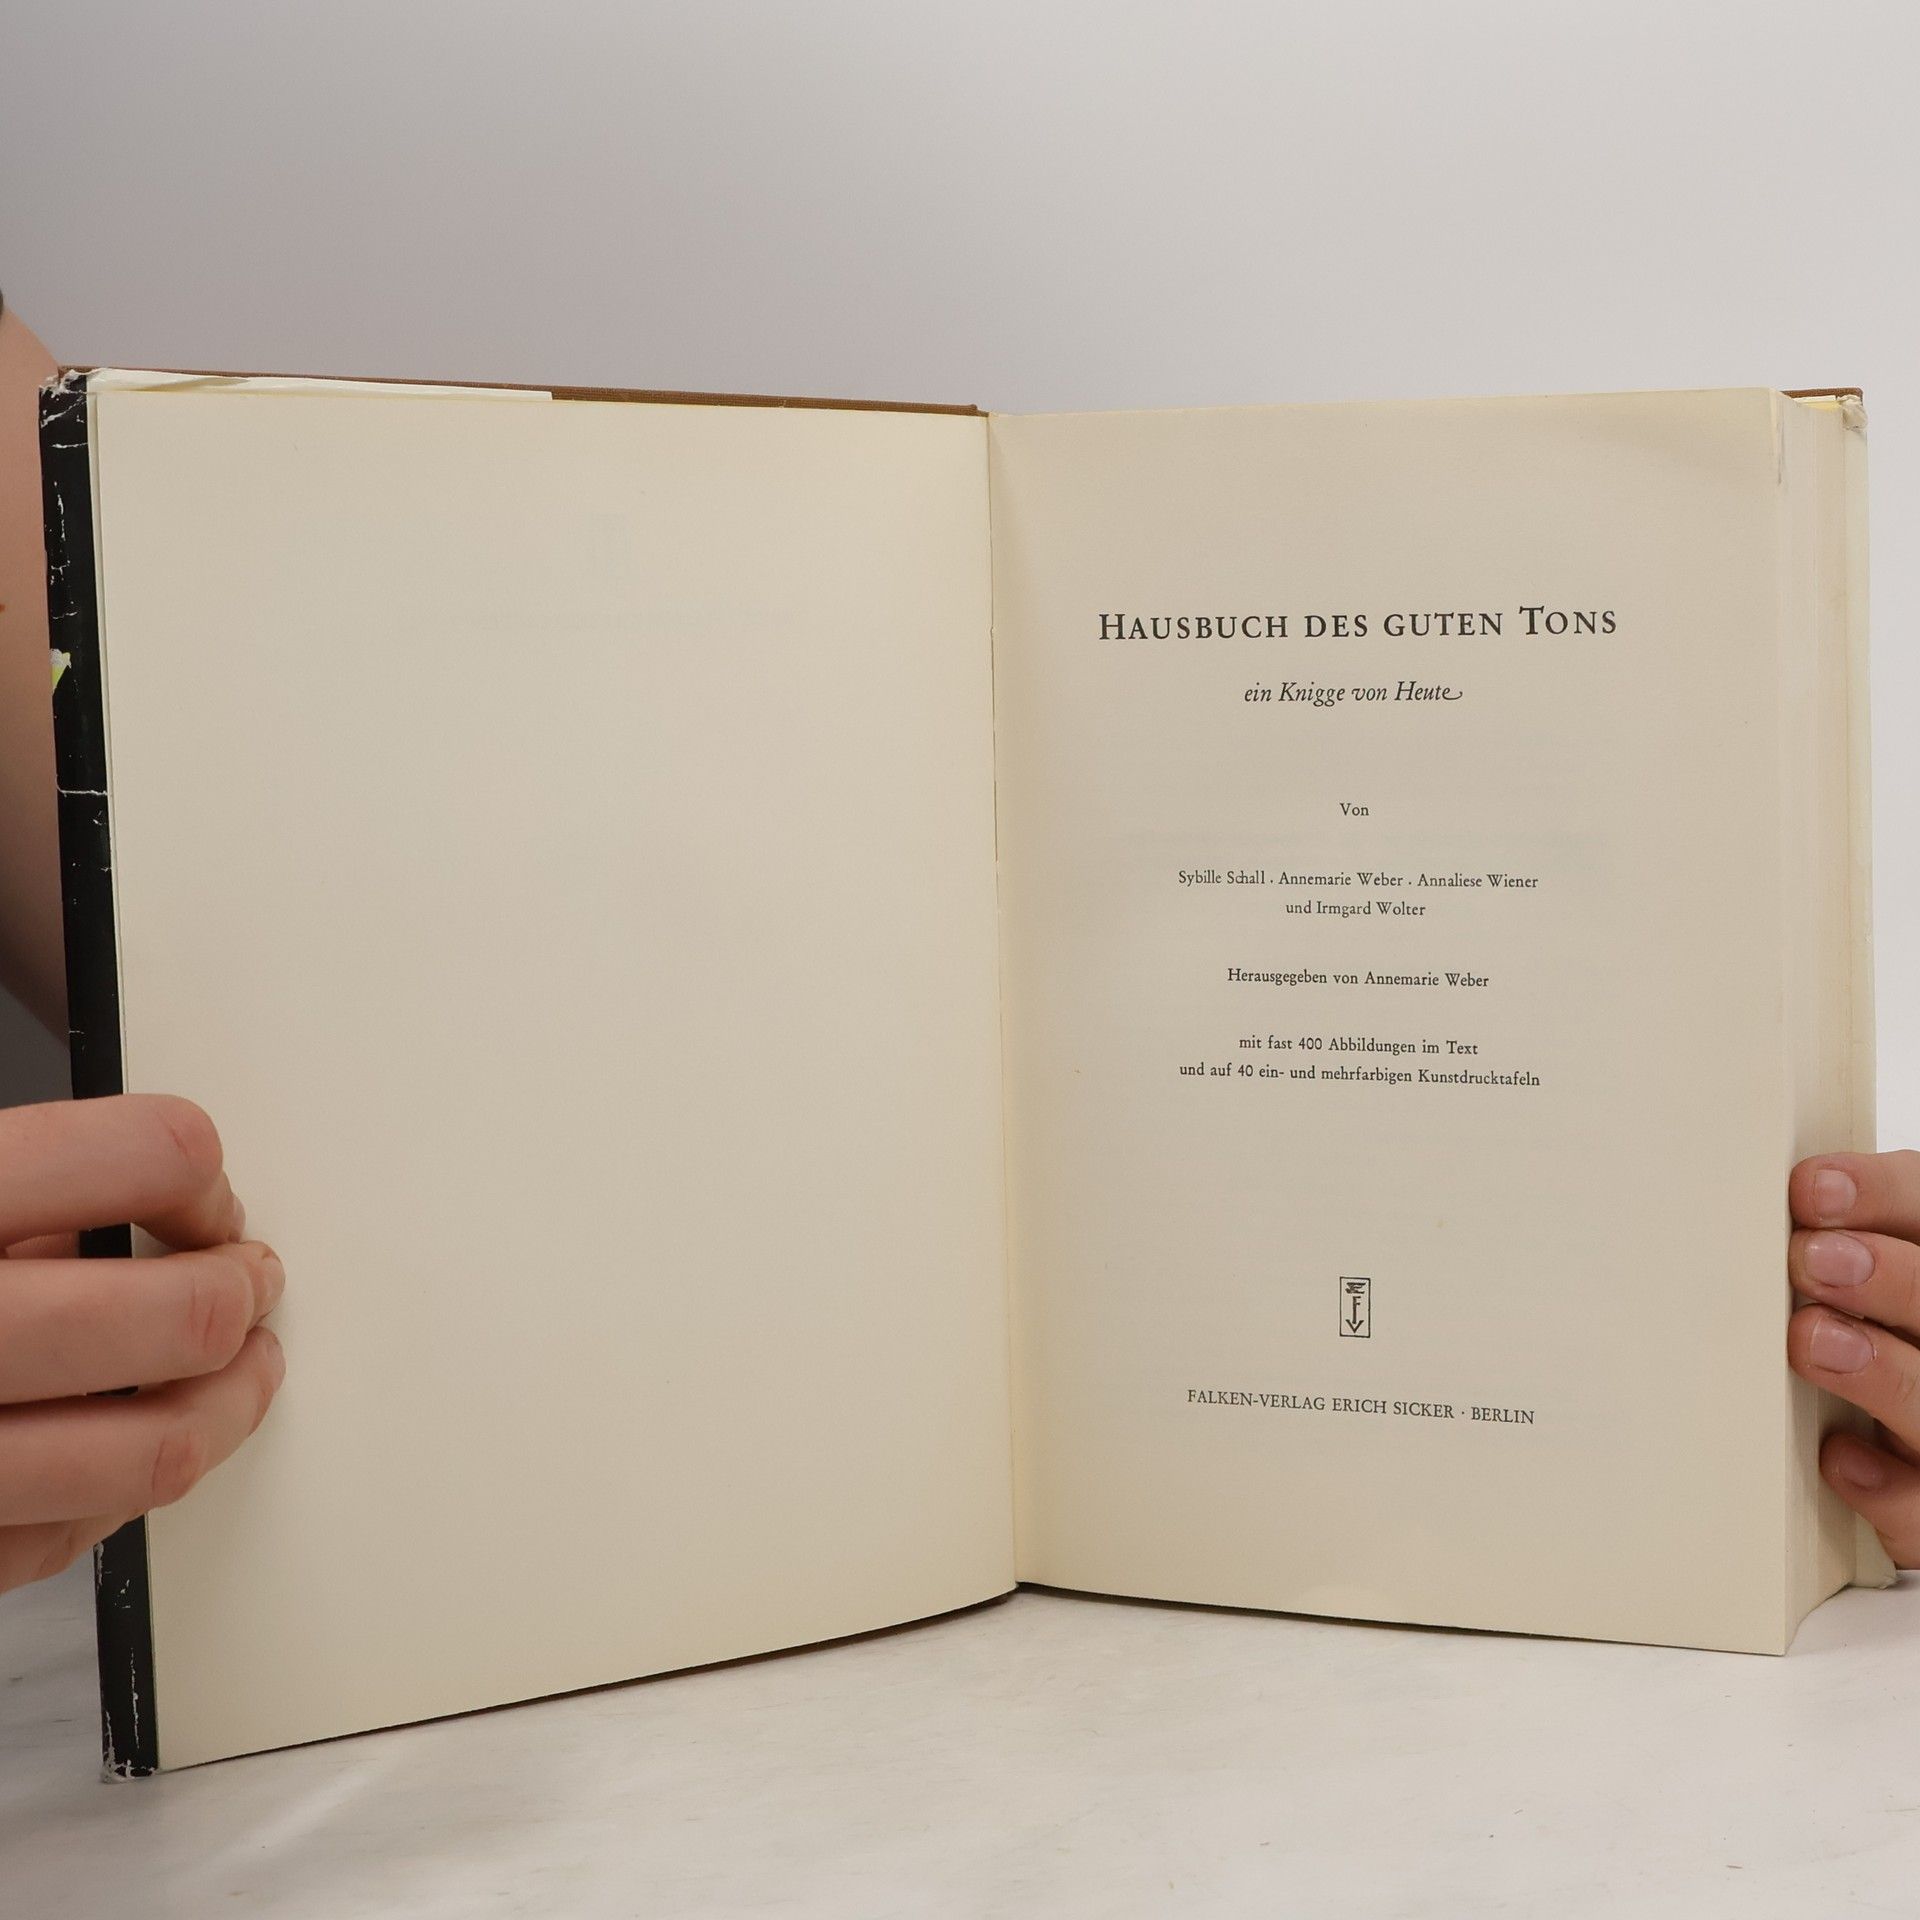 HAUSBUCH DES GUTEN TONS
ein Knigge von Heute
Von
Sybille Schall · Annemarie Weber · Annaliese Wiener
und Irmgard Wolter
Herausgegeben von Annemarie Weber
mit fast 400 Abbildungen im Text
und auf 40 ein- und mehrfarbigen Kunstdrucktafeln
FV
FALKEN-VERLAG ERICH SICKER · BERLIN